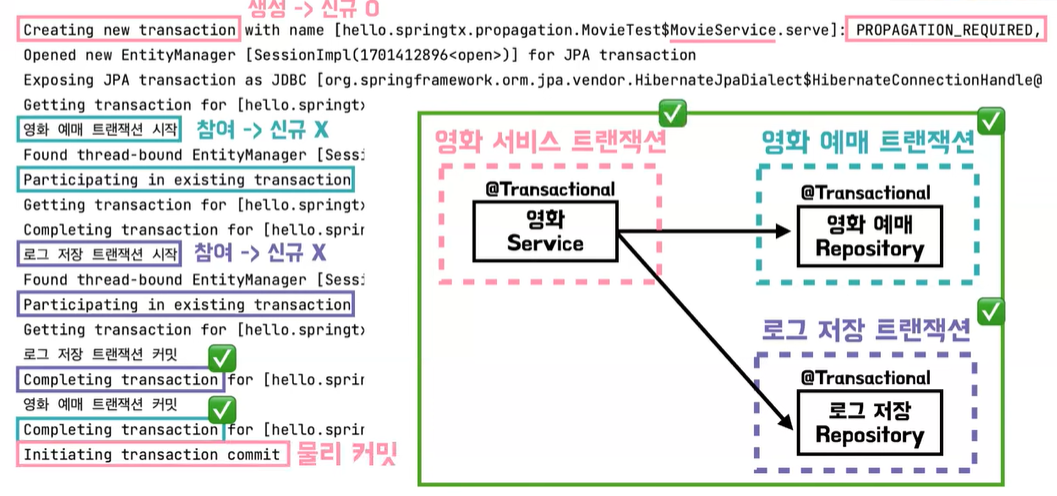 생성 -> 신규 O
Creating new transaction with name [hello.springtx.propagation.MovieTest$MovieService.serve]: PROPAGATION_REQUIRED,
Opened new EntityManager [SessionImpl(1701412896<open>)] for JPA transaction
Exposing JPA transaction as JDBC [org.springframework.orm.jpa.vendor.HibernateJpaDialect$HibernateConnectionHandle@
Getting transaction for [hello.springtx
영화 예매 트랜잭션 시작 참여 -> 신규 X
Found thread-bound EntityManager [Sess
Participating in existing transaction
Getting transaction for [hello.springtx
Completing transaction for [hello.sprin
로그 저장 트랜잭션 시작 참여 -> 신규 X
Found thread-bound EntityManager [Sess
Participating in existing transaction
Getting transaction for [hello.springtx
로그 저장 트랜잭션 커밋
Completing transaction for [hello.sprin
영화 예매 트랜잭션 커밋
Completing transaction for [hello.sprin
Initiating transaction commit 물리 커밋
영화 서비스 트랜잭션
@Transactional
영화
Service
영화 예매 트랜잭션
@Transactional
영화 예매
Repository
로그 저장 트랜잭션
@Transactional
로그 저장
Repository